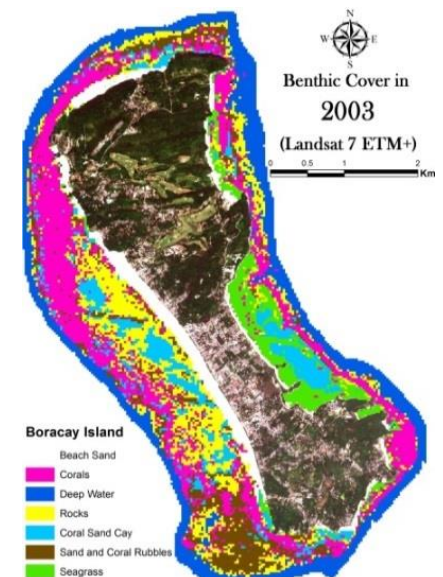 N
W E
S
Benthic Cover in
2003
(Landsat 7 ETM+)
0 0.5 1 2
Km
Boracay Island
Beach Sand
Corals
Deep Water
Rocks
Coral Sand Cay
Sand and Coral Rubbles
Seagrass